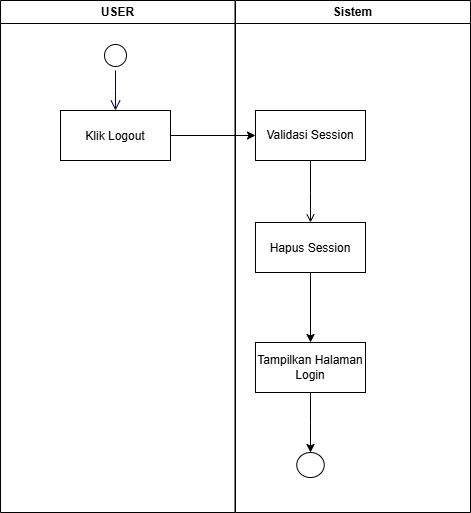 USER
Sistem
Klik Logout
Validasi Session
Hapus Session
Tampilkan Halaman
Login